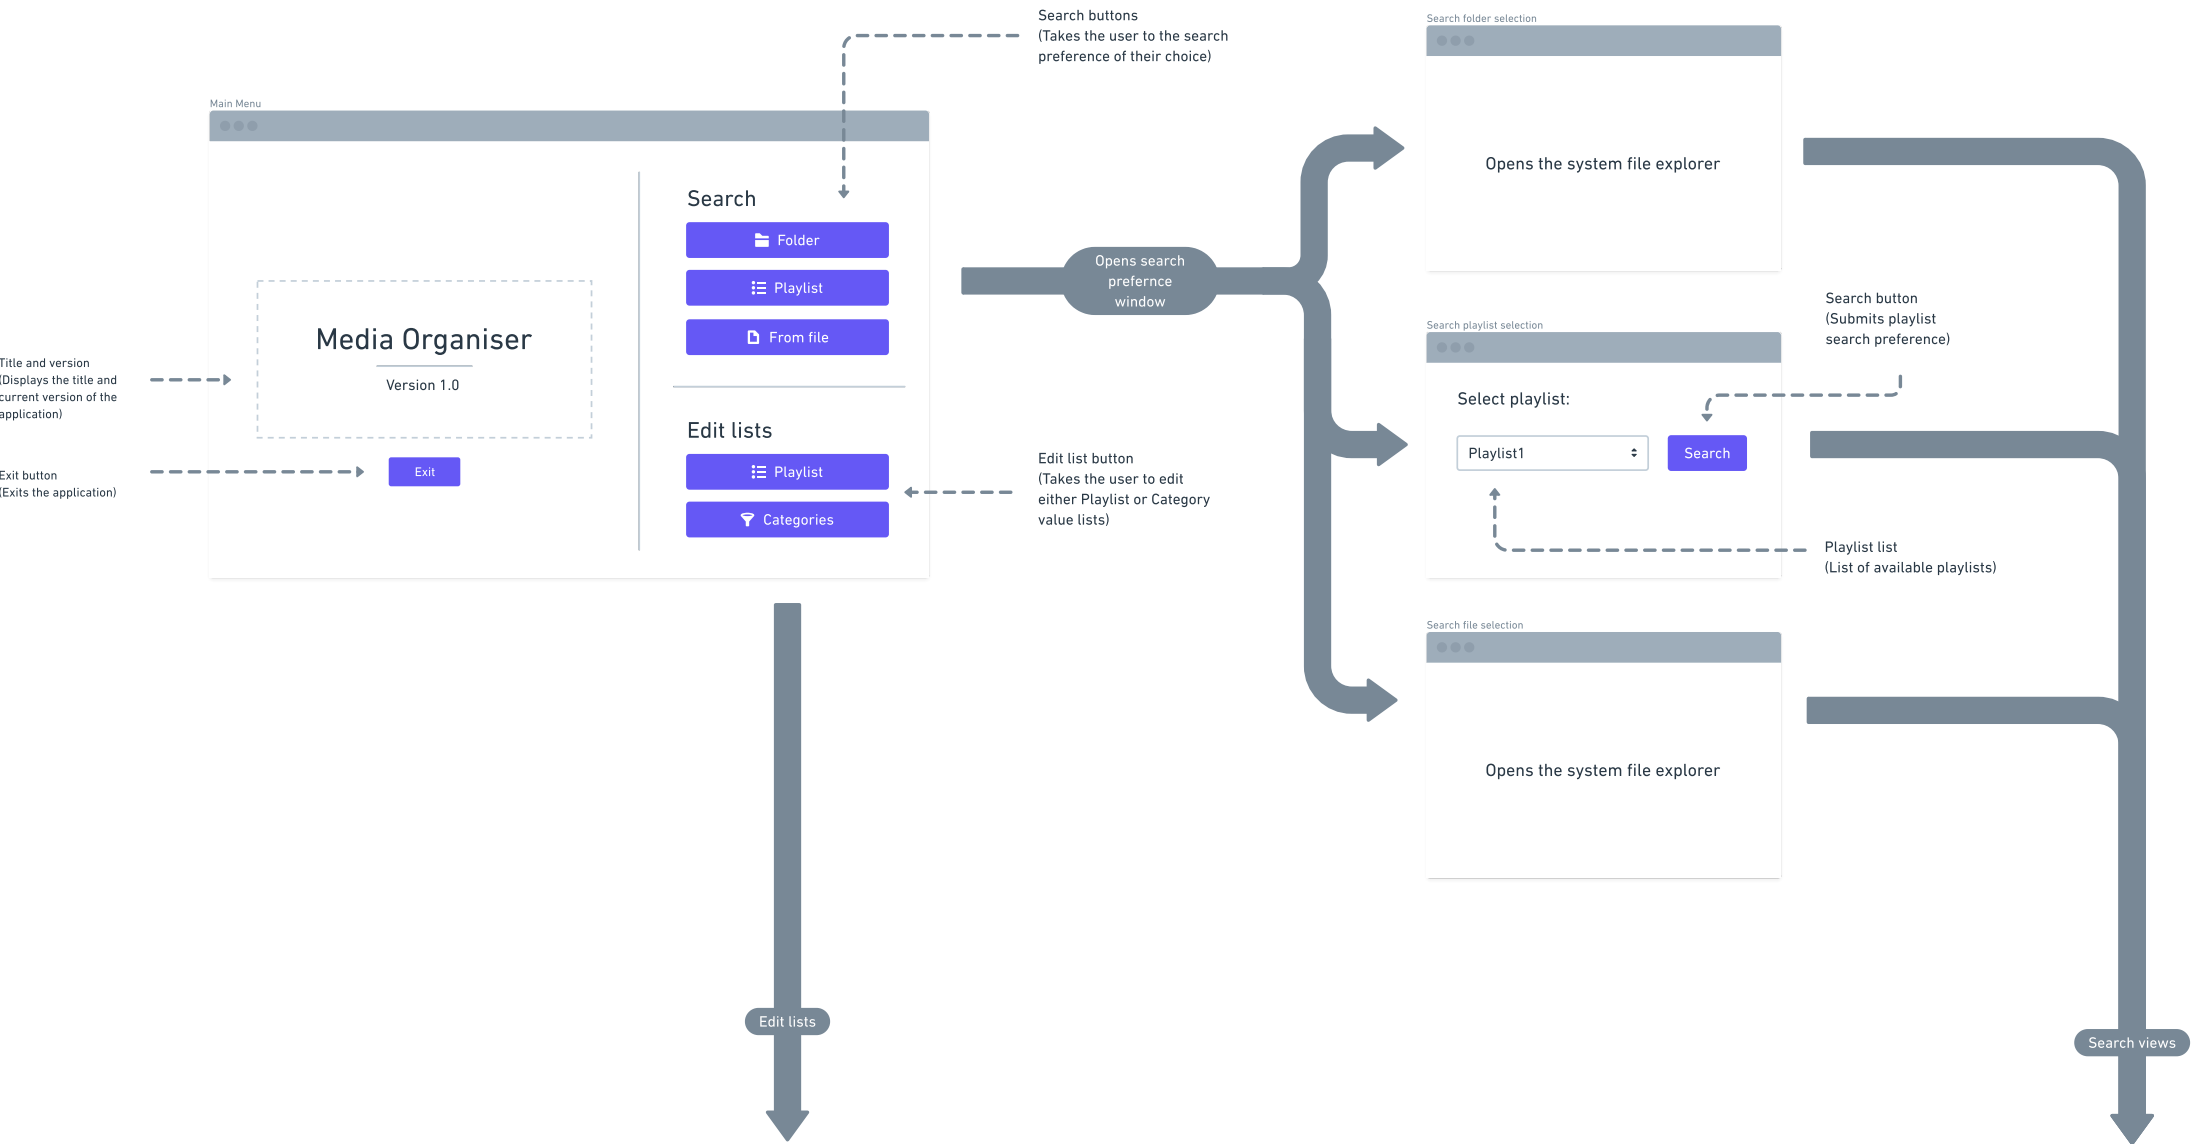 Search buttons
(Takes the user to the search
preference of their choice)
Main Menu
Search
Folder
Playlist
From file
Media Organiser
Version 1.0
Exit
Edit lists
Playlist
Categories
Title and version
(Displays the title and
current version of the
application)
Exit button
(Exits the application)
Edit list button
(Takes the user to edit
either Playlist or Category
value lists)
Opens search
prefernce
window
Search folder selection
Opens the system file explorer
Search playlist selection
Select playlist:
Playlist1
Search
Search button
(Submits playlist
search preference)
Playlist list
(List of available playlists)
Search file selection
Opens the system file explorer
Edit lists
Search views